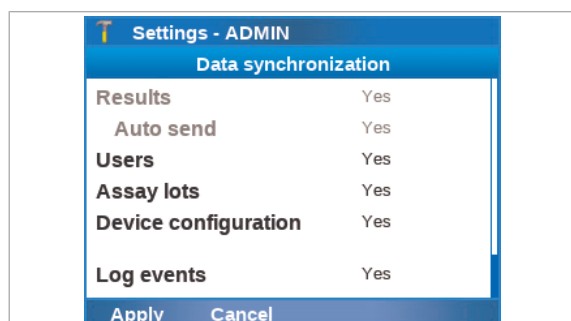 Settings - ADMIN
Data synchronization
Results Yes
Auto send Yes
Users Yes
Assay lots Yes
Device configuration Yes
Log events Yes
Apply Cancel